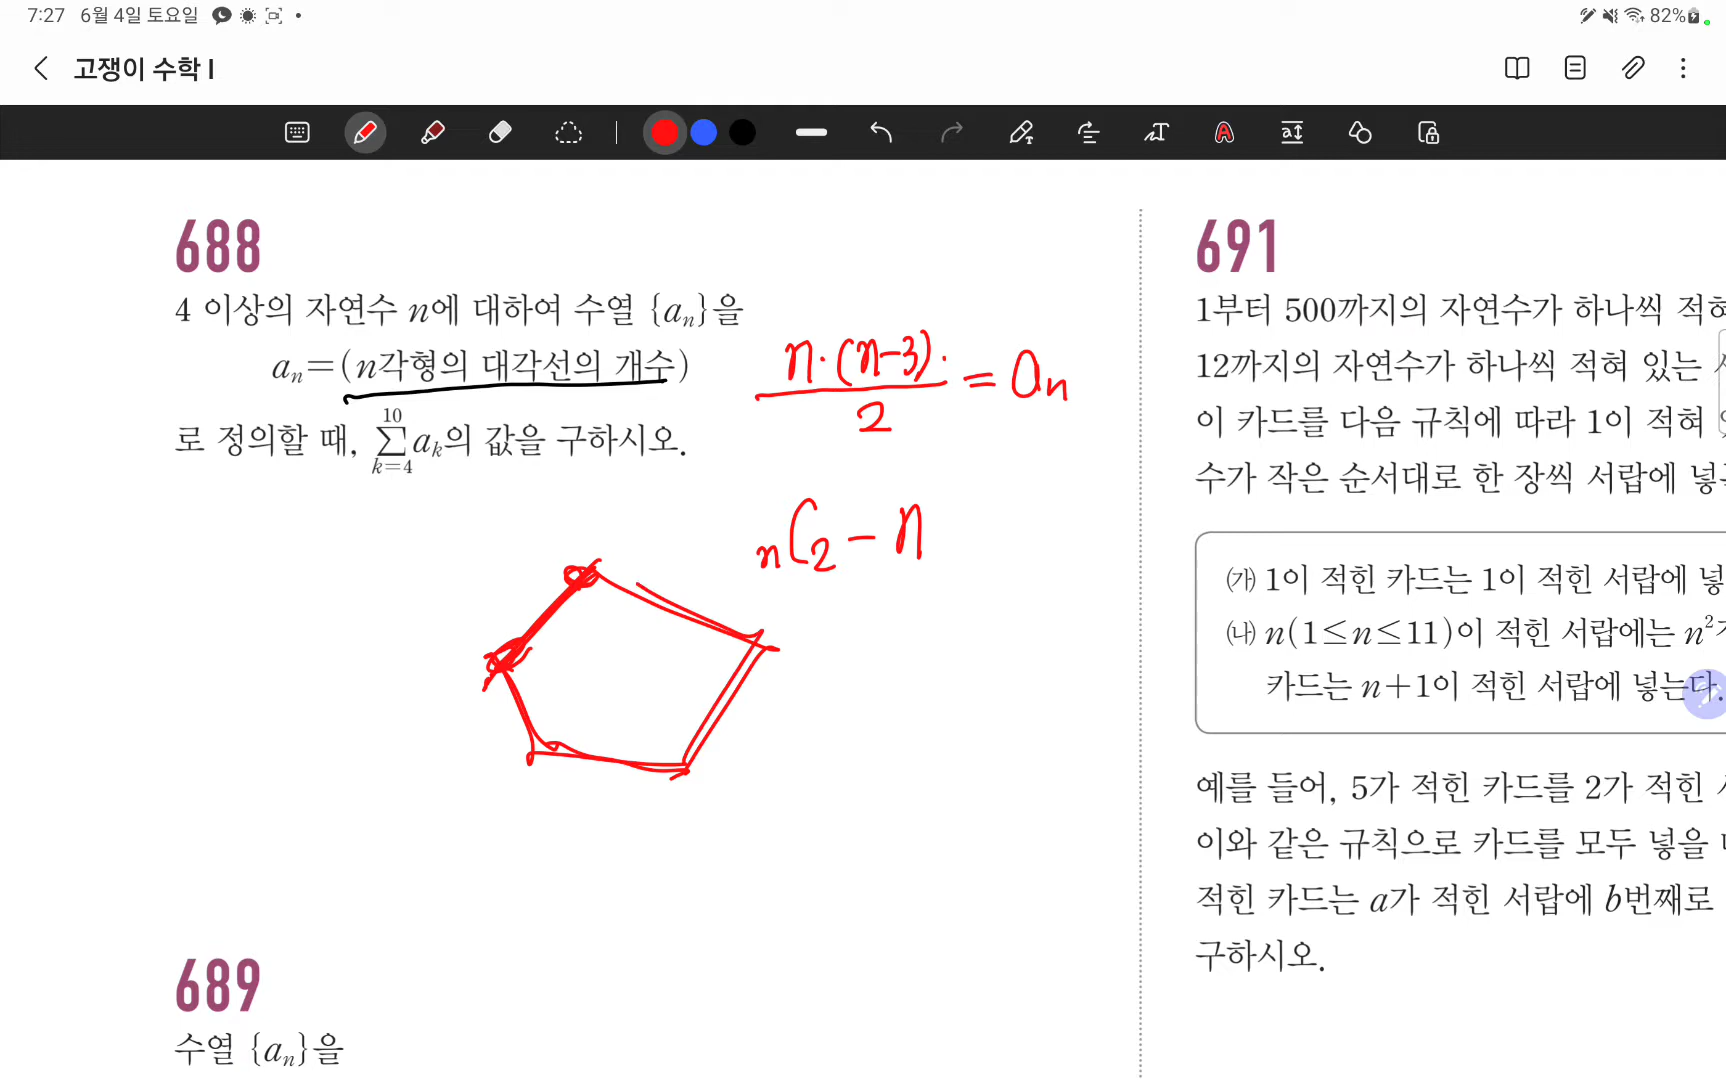 7:27 6월 4일 토요일
82%
고쟁이 수학 I
688
4 이상의 자연수 n에 대하여 수열 {aₙ}을
aₙ=(n각형의 대각선의 개수)
로 정의할 때, ∑_{k=4}^{10} aₖ의 값을 구하시오.
n·(n-3)·/2 = aₙ
ₙC₂ - n
689
수열 {aₙ}을
691
1부터 500까지의 자연수가 하나씩 적혀
12까지의 자연수가 하나씩 적혀 있는
이 카드를 다음 규칙에 따라 1이 적혀
수가 작은 순서대로 한 장씩 서랍에 넣
㈎ 1이 적힌 카드는 1이 적힌 서랍에 넣
㈏ n(1≤n≤11)이 적힌 서랍에는 n²
카드는 n+1이 적힌 서랍에 넣는다.
예를 들어, 5가 적힌 카드를 2가 적힌
이와 같은 규칙으로 카드를 모두 넣을
적힌 카드는 a가 적힌 서랍에 b번째로
구하시오.